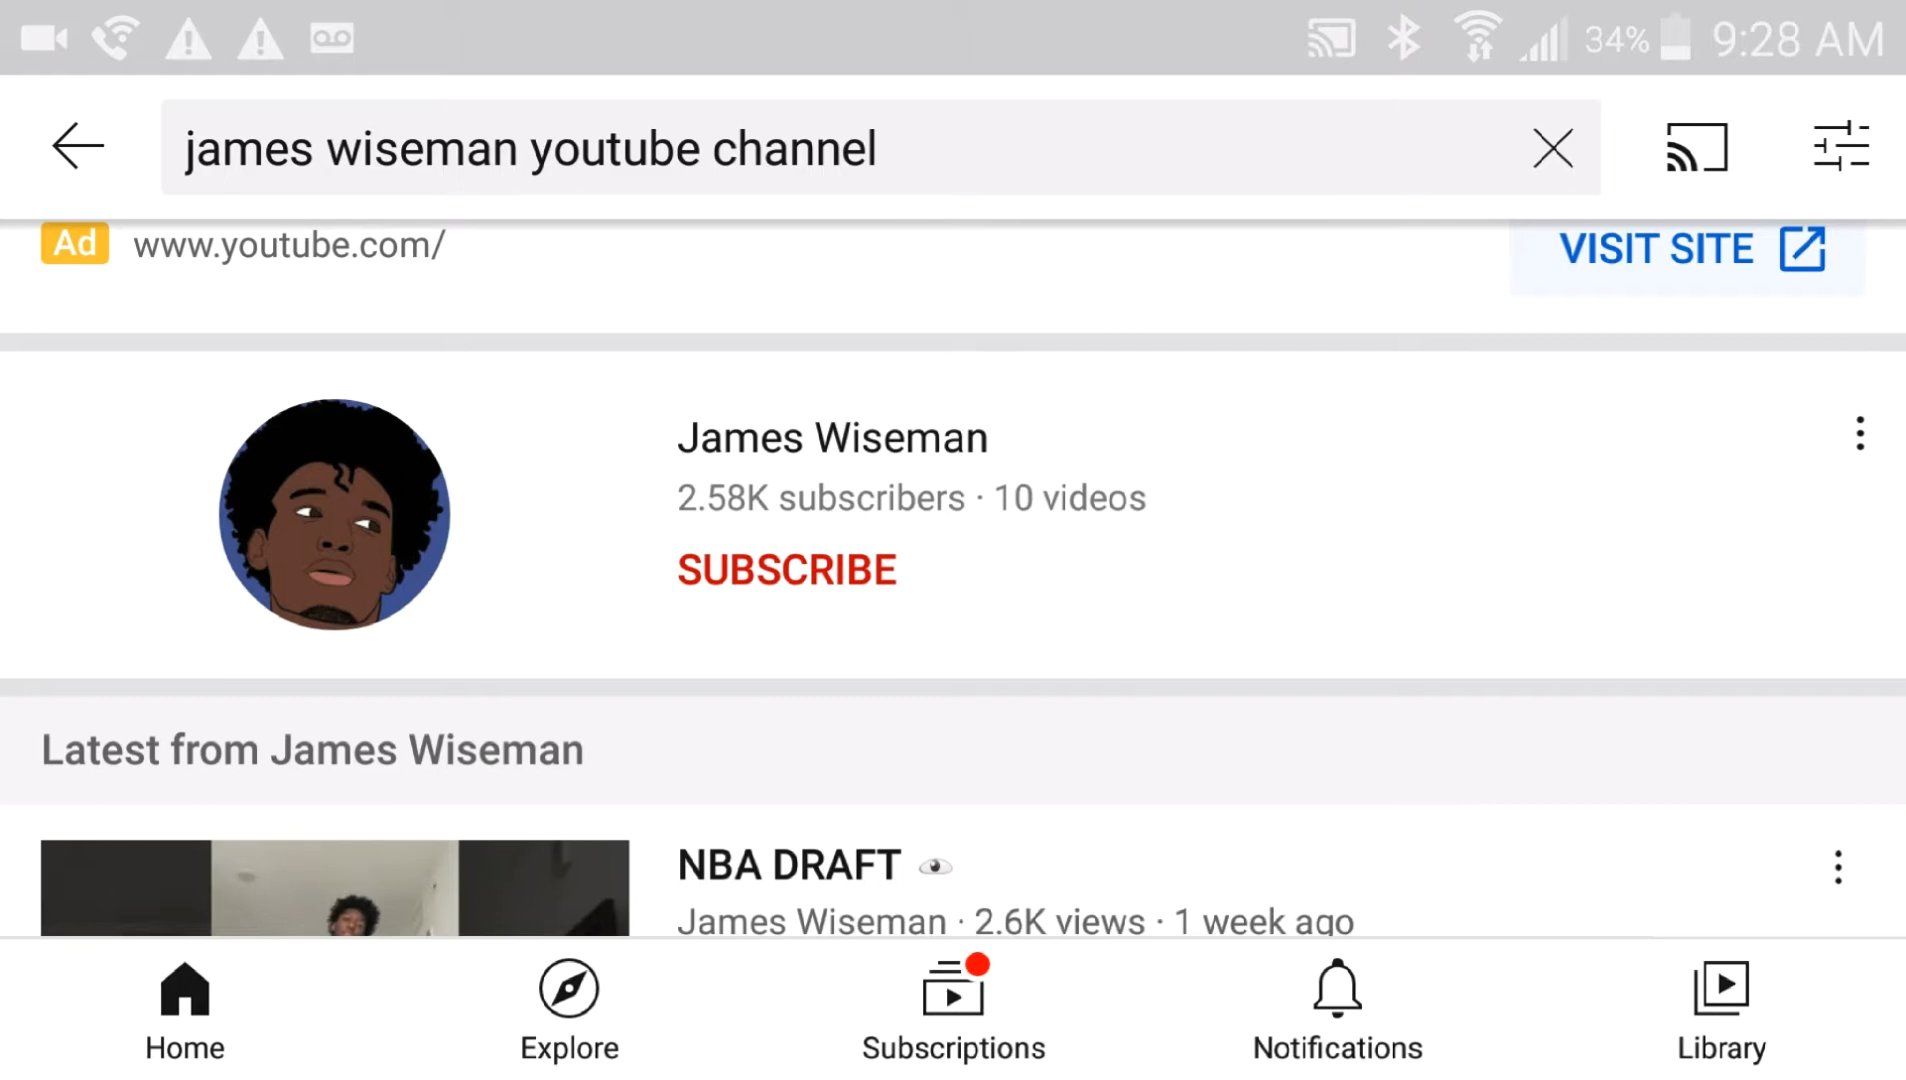 34% 9:28 AM
james wiseman youtube channel
Ad www.youtube.com/ VISIT SITE
James Wiseman
2.58K subscribers · 10 videos
SUBSCRIBE
Latest from James Wiseman
NBA DRAFT 👁
James Wiseman · 2.6K views · 1 week ago
Home Explore Subscriptions Notifications Library